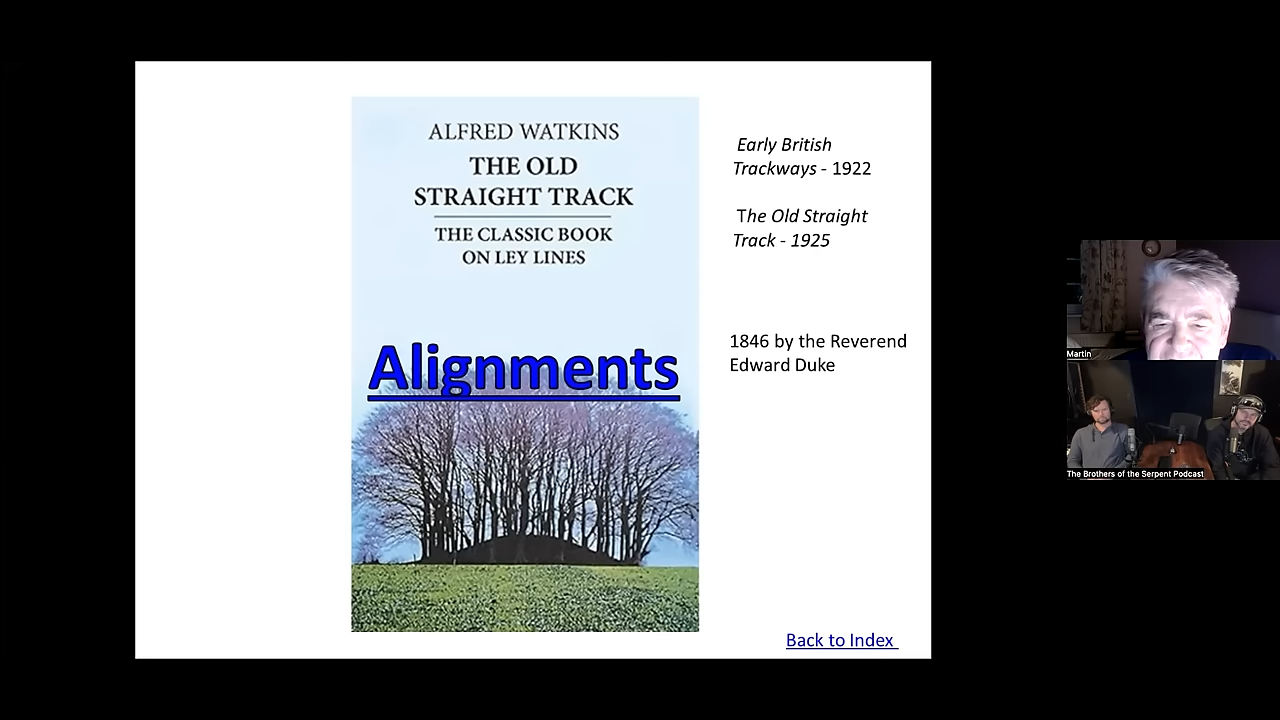 ALFRED WATKINS
THE OLD
STRAIGHT TRACK
THE CLASSIC BOOK
ON LEY LINES
Alignments
Early British
Trackways - 1922
The Old Straight
Track - 1925
1846 by the Reverend
Edward Duke
Back to Index
Martin
The Brothers of the Serpent Podcast